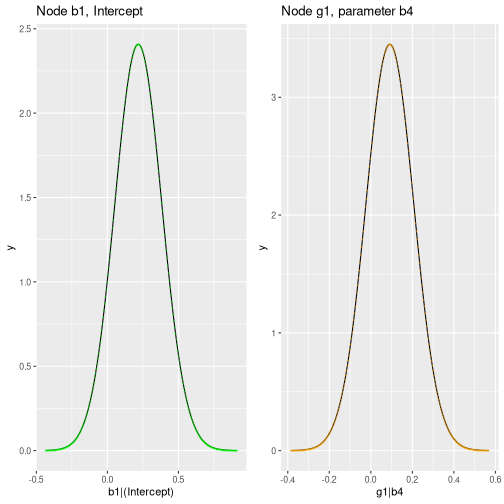 Node b1, Intercept
2.5
2.0
1.5
1.0
0.5
0.0
y
-0.5 0.0 0.5
b1|(Intercept)
Node g1, parameter b4
3
2
1
0
y
-0.4 -0.2 0.0 0.2 0.4 0.6
g1|b4